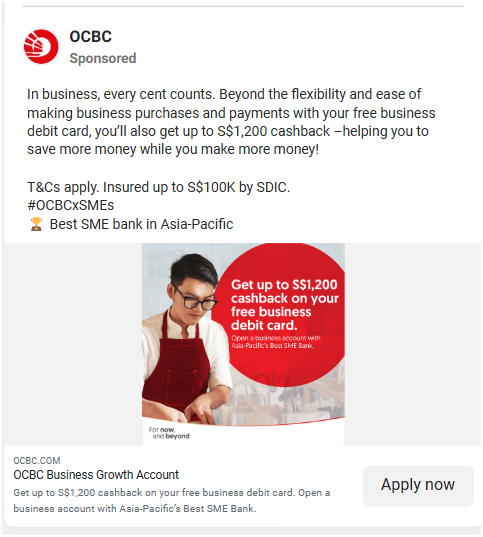 OCBC
Sponsored
In business, every cent counts. Beyond the flexibility and ease of
making business purchases and payments with your free business
debit card, you’ll also get up to S$1,200 cashback –helping you to
save more money while you make more money!
T&Cs apply. Insured up to S$100K by SDIC.
#OCBCxSMEs
🏆 Best SME bank in Asia-Pacific
Get up to S$1,200
cashback on your
free business
debit card.
Open a business account with
Asia-Pacific's Best SME Bank.
For now,
and beyond
OCBC.COM
OCBC Business Growth Account
Get up to S$1,200 cashback on your free business debit card. Open a
business account with Asia-Pacific's Best SME Bank.
Apply now